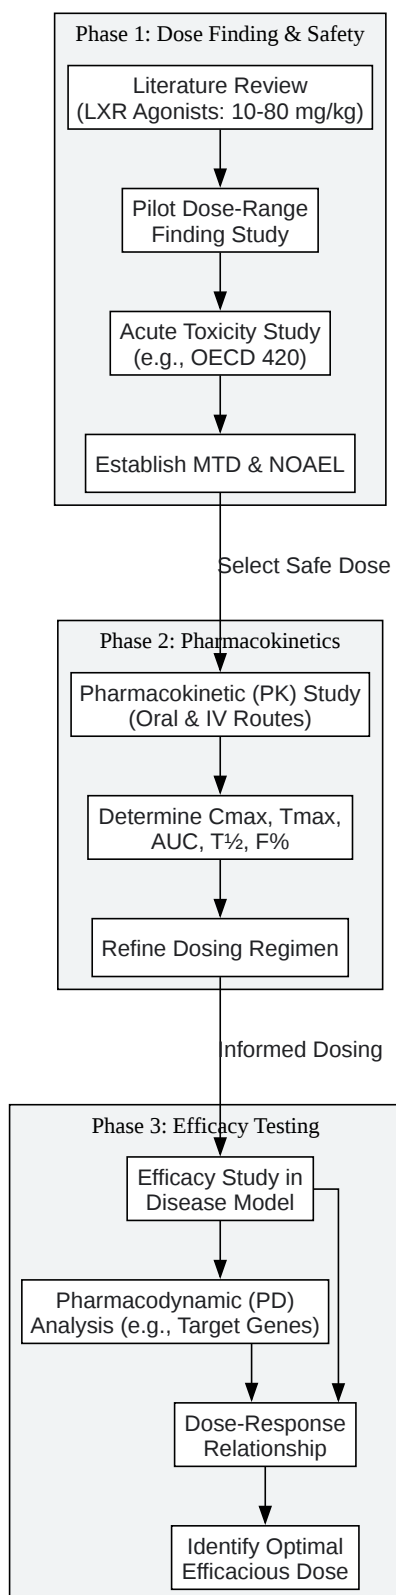 Phase 1: Dose Finding & Safety
Literature Review
(LXR Agonists: 10-80 mg/kg)
Pilot Dose-Range
Finding Study
Acute Toxicity Study
(e.g., OECD 420)
Establish MTD & NOAEL
Select Safe Dose
Phase 2: Pharmacokinetics
Pharmacokinetic (PK) Study
(Oral & IV Routes)
Determine Cmax, Tmax,
AUC, T½, F%
Refine Dosing Regimen
Informed Dosing
Phase 3: Efficacy Testing
Efficacy Study in
Disease Model
Pharmacodynamic (PD)
Analysis (e.g., Target Genes)
Dose-Response
Relationship
Identify Optimal
Efficacious Dose